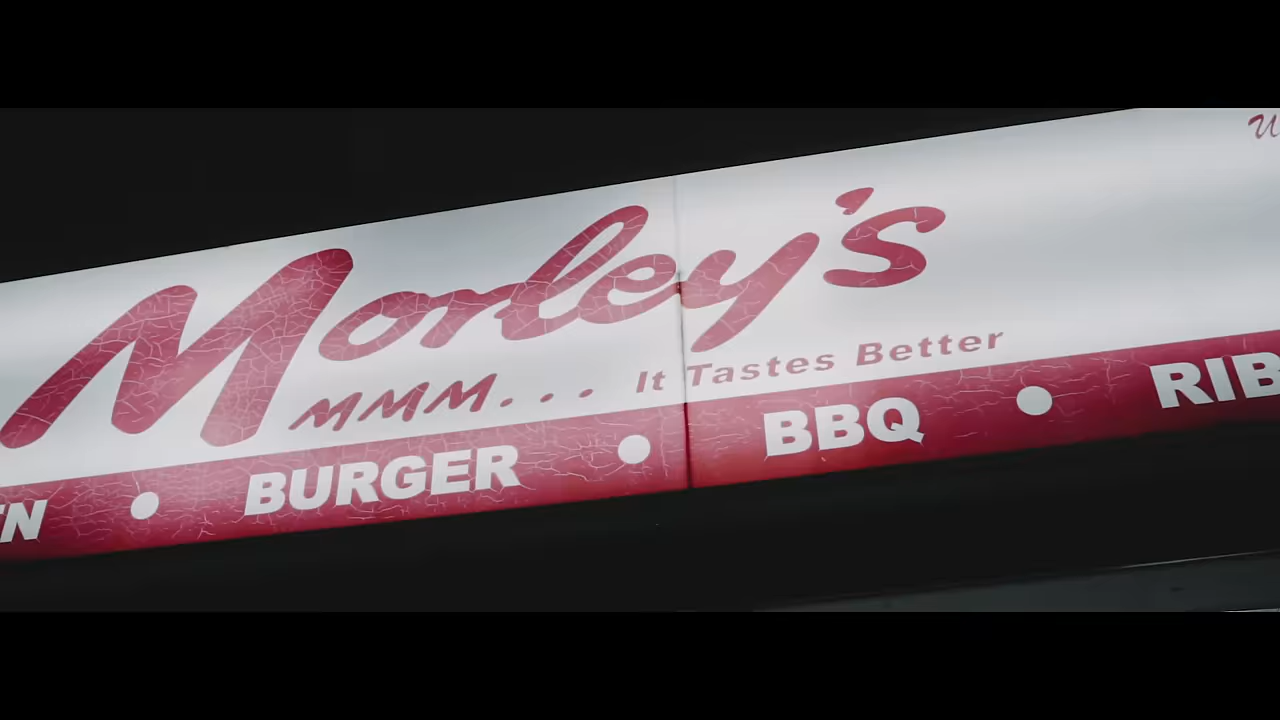 Morley's
MMM... It Tastes Better
BURGER • BBQ •